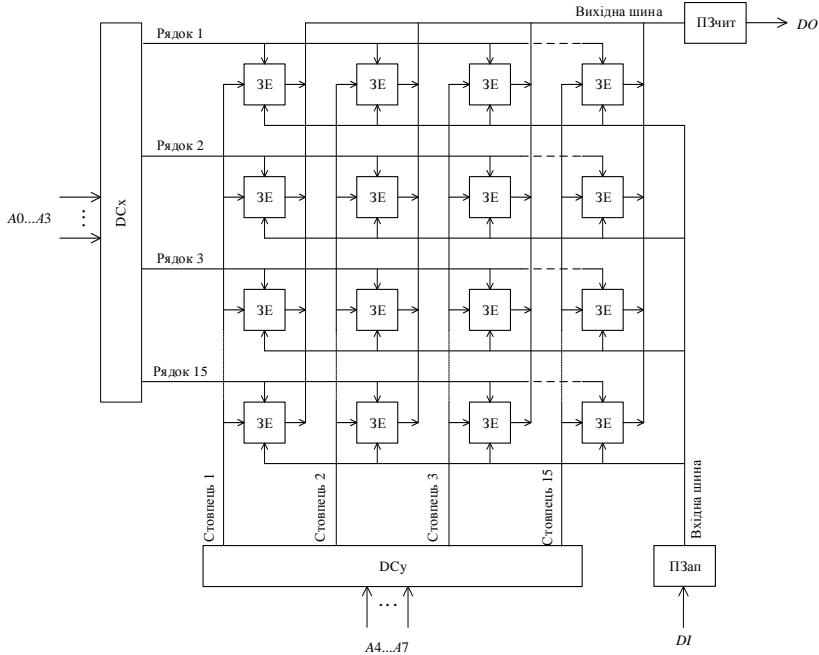 Вихідна шина
ПЗчит
DO
Рядок 1
ЗЕ ЗЕ ЗЕ ЗЕ
Рядок 2
ЗЕ ЗЕ ЗЕ ЗЕ
A0...A3
...
DCx
Рядок 3
ЗЕ ЗЕ ЗЕ ЗЕ
Рядок 15
ЗЕ ЗЕ ЗЕ ЗЕ
Стовпець 1
Стовпець 2
Стовпець 3
Стовпець 15
Вхідна шина
DCy
ПЗап
...
A4...A7
DI